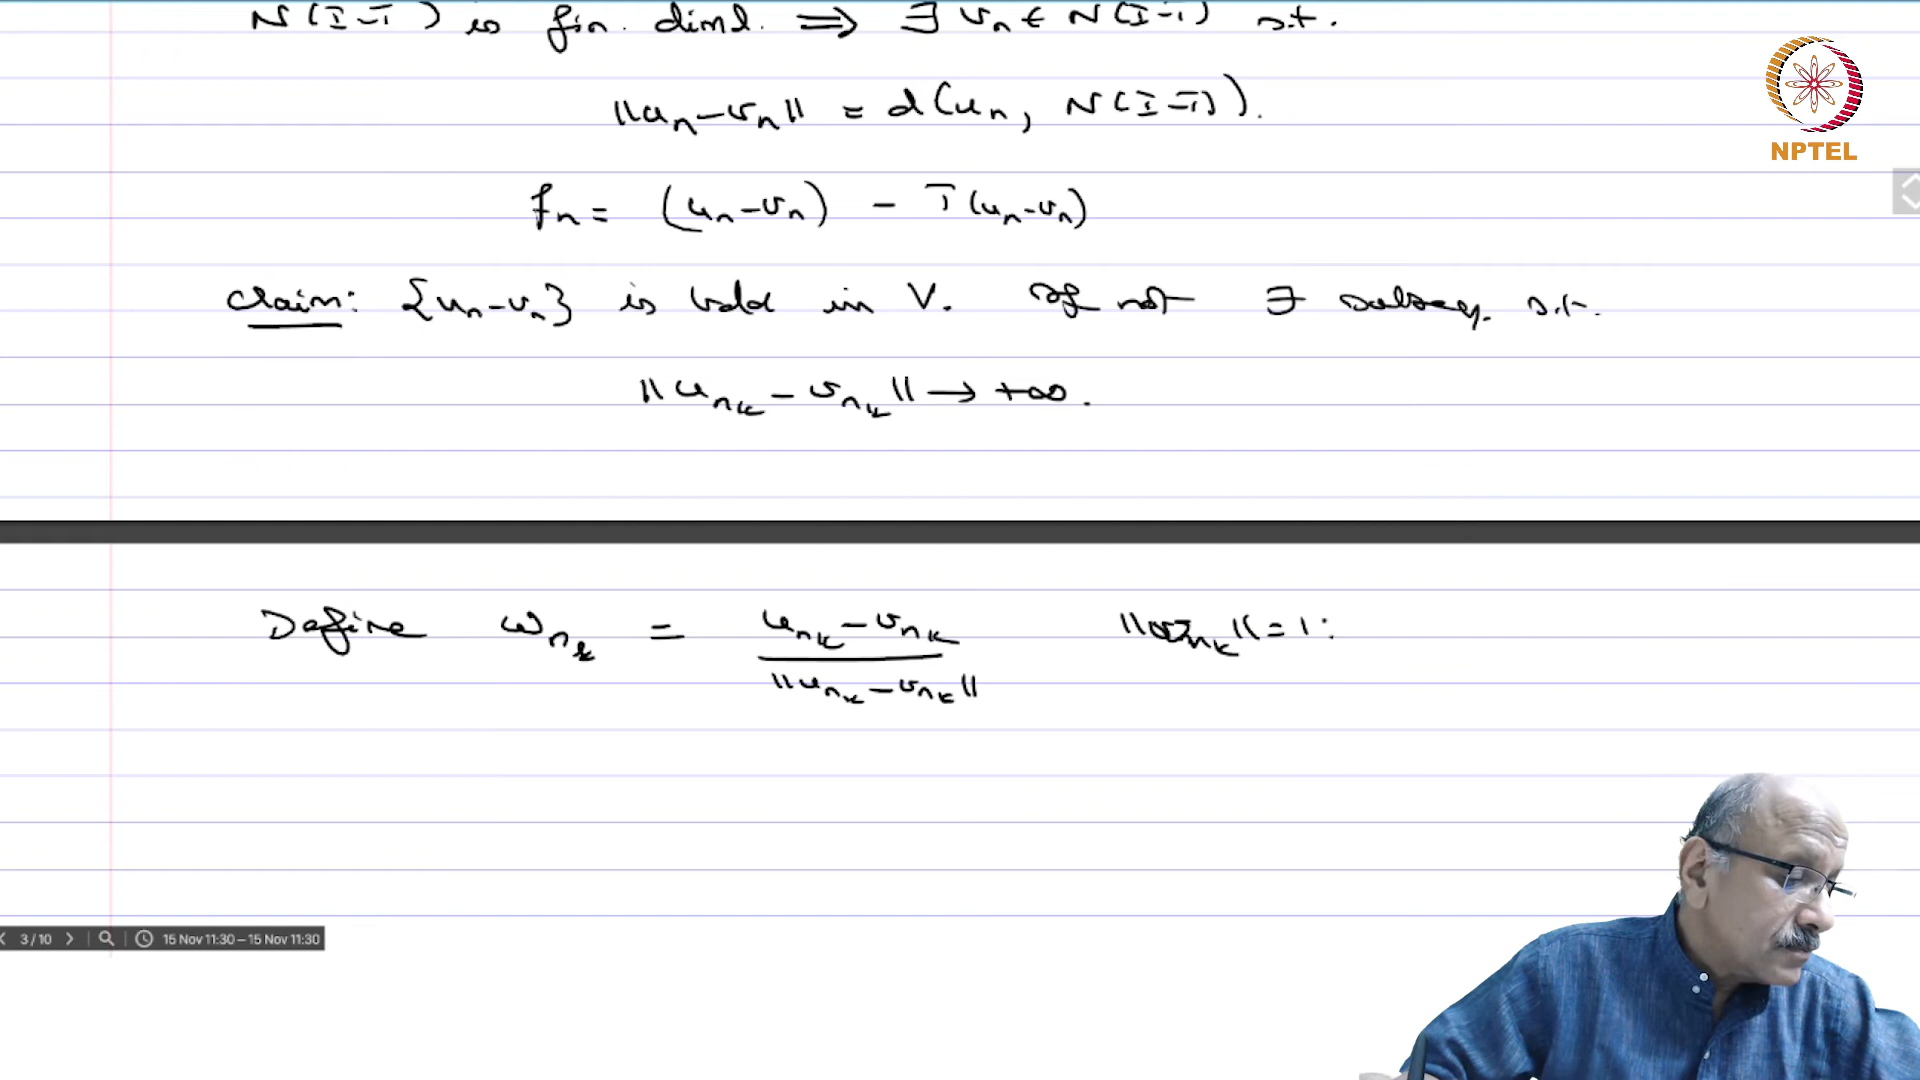 N(I-T) is fin. diml. ⟹ ∃ vₙ ∈ N(I-T) s.t.
‖uₙ-vₙ‖ = d(uₙ, N(I-T)).
NPTEL
fₙ = (uₙ-vₙ) - T(uₙ-vₙ)
Claim: {uₙ-vₙ} is bdd in V. If not ∃ subseq. s.t.
‖u_{n_k} - v_{n_k}‖ → +∞.
Define w_{n_k} = \frac{u_{n_k}-v_{n_k}}{‖u_{n_k}-v_{n_k}‖} ‖w_{n_k}‖=1:
3/10 15 Nov 11:30 – 15 Nov 11:30